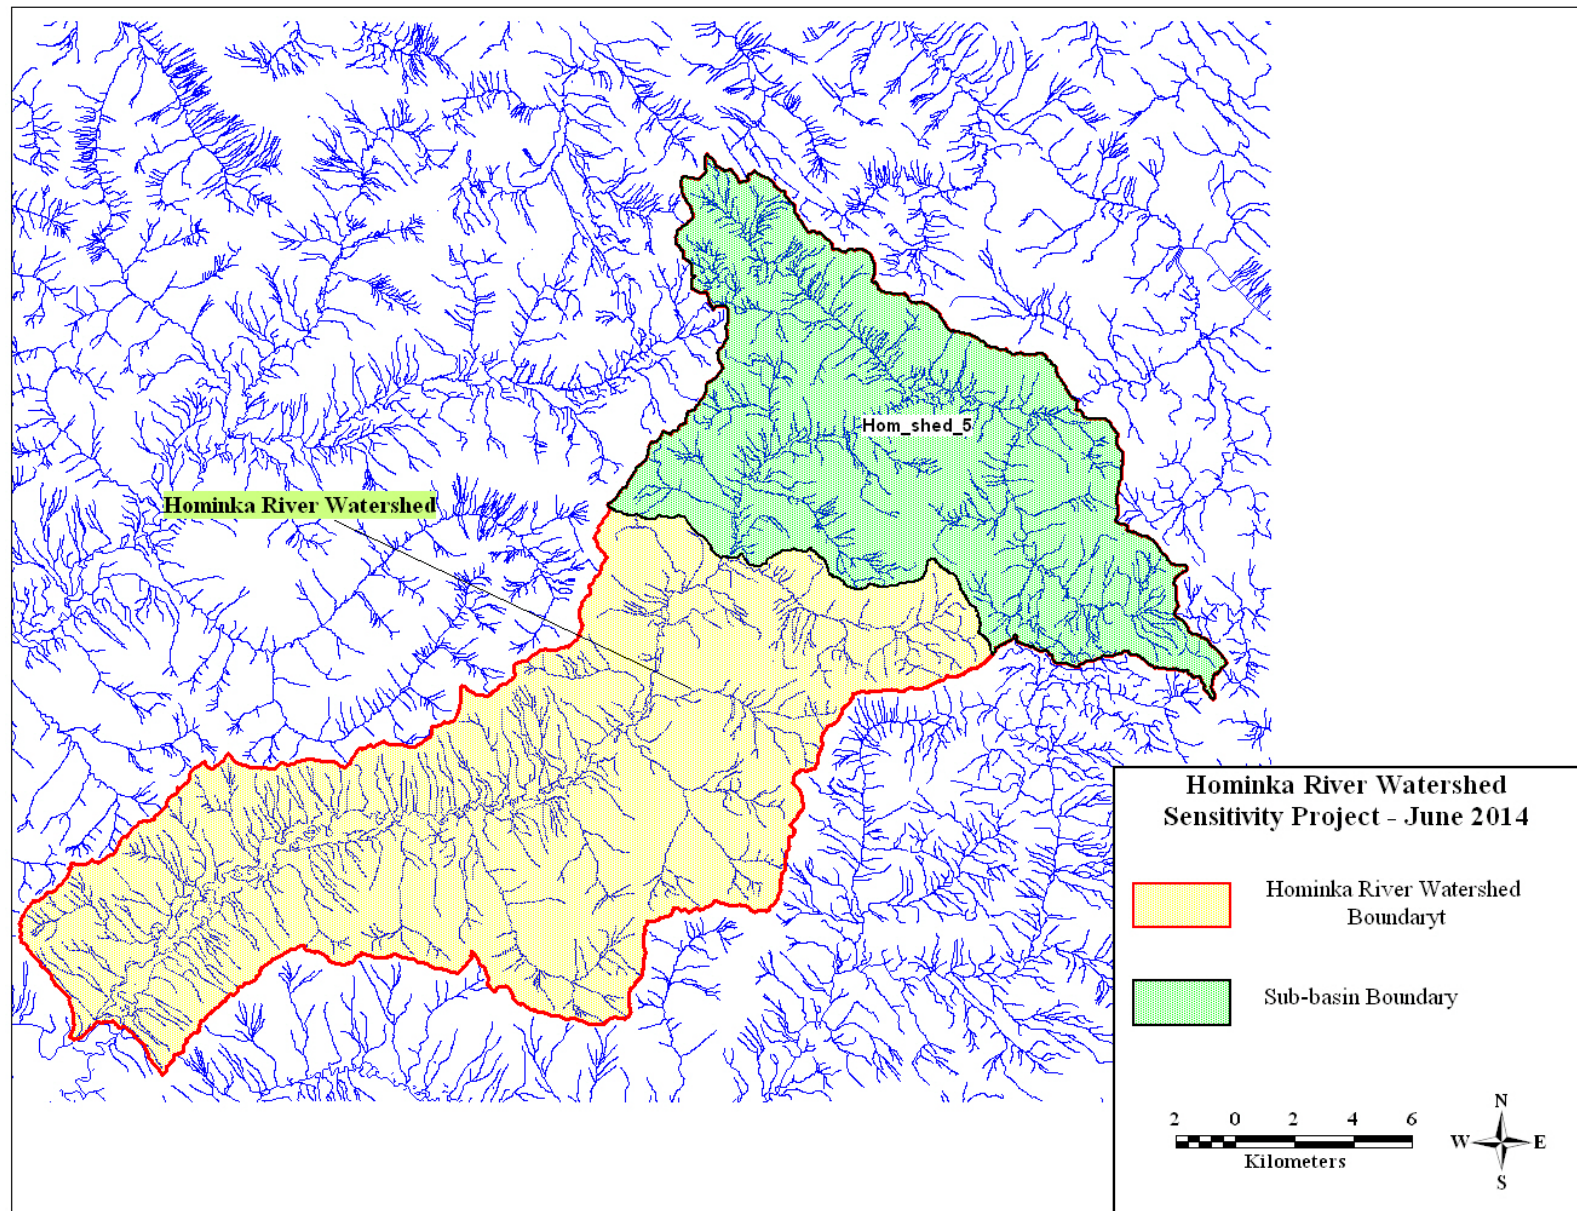 Hom_shed_5
Hominka River Watershed
Hominka River Watershed
Sensitivity Project - June 2014
Hominka River Watershed
Boundaryt
Sub-basin Boundary
2 0 2 4 6
Kilometers
N
W E
S